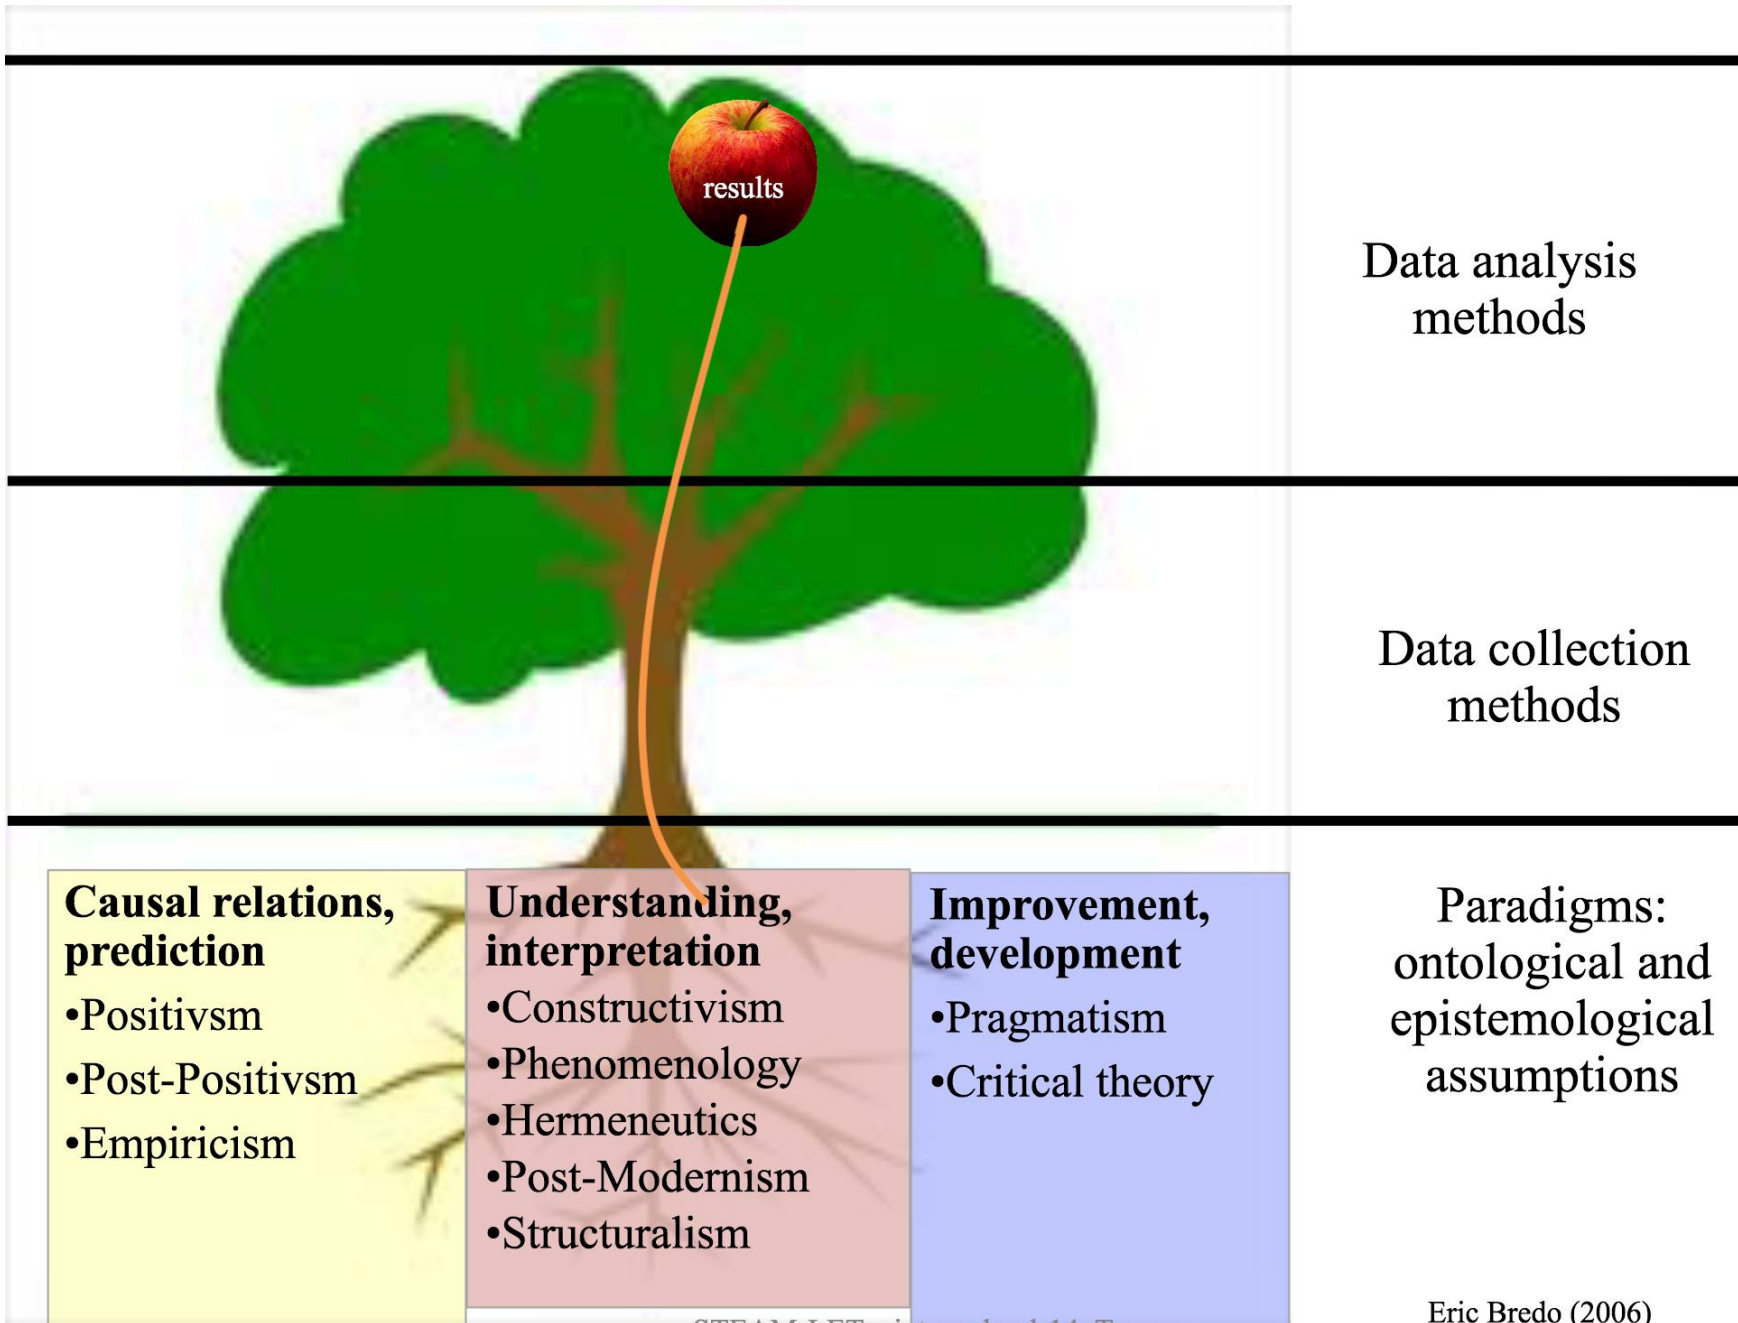 results
Data analysis
methods
Data collection
methods
Causal relations,
prediction
•Positivsm
•Post-Positivsm
•Empiricism
Understanding,
interpretation
•Constructivism
•Phenomenology
•Hermeneutics
•Post-Modernism
•Structuralism
Improvement,
development
•Pragmatism
•Critical theory
Paradigms:
ontological and
epistemological
assumptions
Eric Bredo (2006)